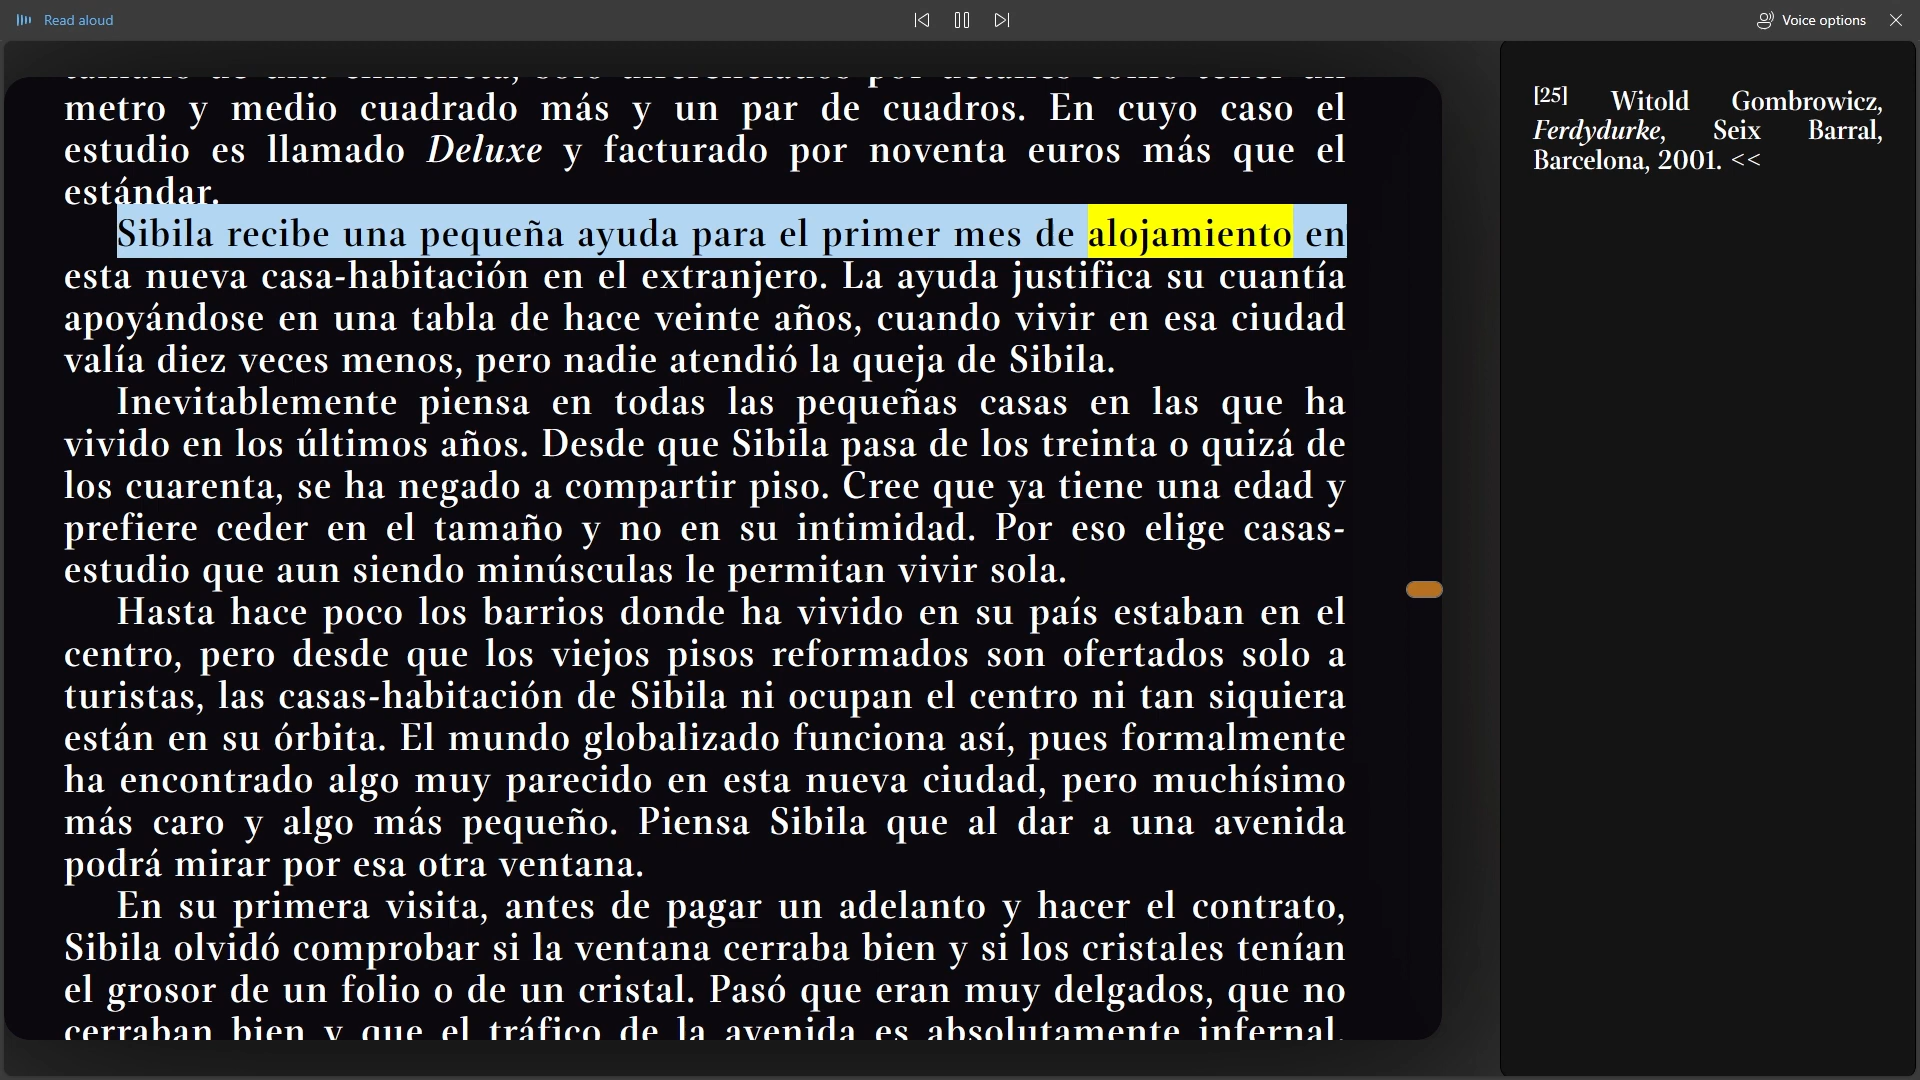 Read aloud
Voice options
metro y medio cuadrado más y un par de cuadros. En cuyo caso el
estudio es llamado Deluxe y facturado por noventa euros más que el
estándar.
Sibila recibe una pequeña ayuda para el primer mes de alojamiento en
esta nueva casa-habitación en el extranjero. La ayuda justifica su cuantía
apoyándose en una tabla de hace veinte años, cuando vivir en esa ciudad
valía diez veces menos, pero nadie atendió la queja de Sibila.
Inevitablemente piensa en todas las pequeñas casas en las que ha
vivido en los últimos años. Desde que Sibila pasa de los treinta o quizá de
los cuarenta, se ha negado a compartir piso. Cree que ya tiene una edad y
prefiere ceder en el tamaño y no en su intimidad. Por eso elige casas-
estudio que aun siendo minúsculas le permitan vivir sola.
Hasta hace poco los barrios donde ha vivido en su país estaban en el
centro, pero desde que los viejos pisos reformados son ofertados solo a
turistas, las casas-habitación de Sibila ni ocupan el centro ni tan siquiera
están en su órbita. El mundo globalizado funciona así, pues formalmente
ha encontrado algo muy parecido en esta nueva ciudad, pero muchísimo
más caro y algo más pequeño. Piensa Sibila que al dar a una avenida
podrá mirar por esa otra ventana.
En su primera visita, antes de pagar un adelanto y hacer el contrato,
Sibila olvidó comprobar si la ventana cerraba bien y si los cristales tenían
el grosor de un folio o de un cristal. Pasó que eran muy delgados, que no
cerraban bien y que el tráfico de la avenida es absolutamente infernal.
[25] Witold Gombrowicz,
Ferdydurke, Seix Barral,
Barcelona, 2001. <<